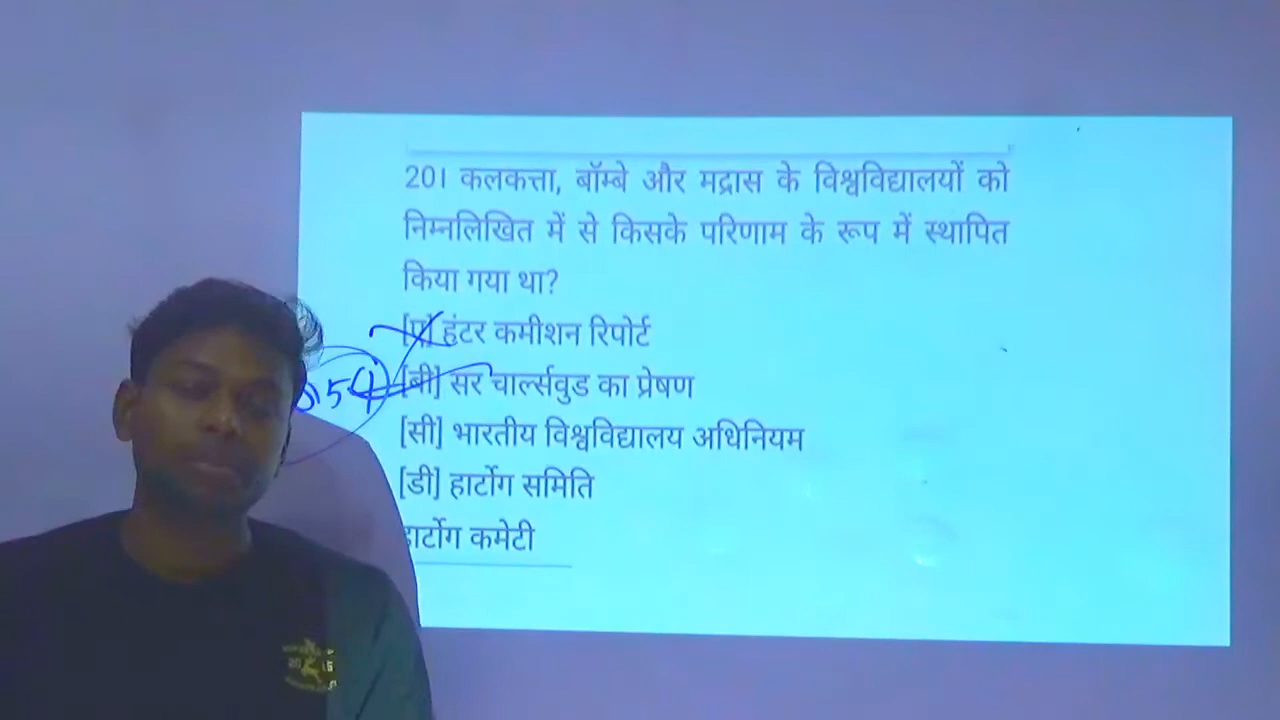 20। कलकत्ता, बॉम्बे और मद्रास के विश्वविद्यालयों को
निम्नलिखित में से किसके परिणाम के रूप में स्थापित
किया गया था?
[ए] हंटर कमीशन रिपोर्ट
[बी] सर चार्ल्सवुड का प्रेषण
[सी] भारतीय विश्वविद्यालय अधिनियम
[डी] हार्टोग समिति
हार्टोग कमेटी